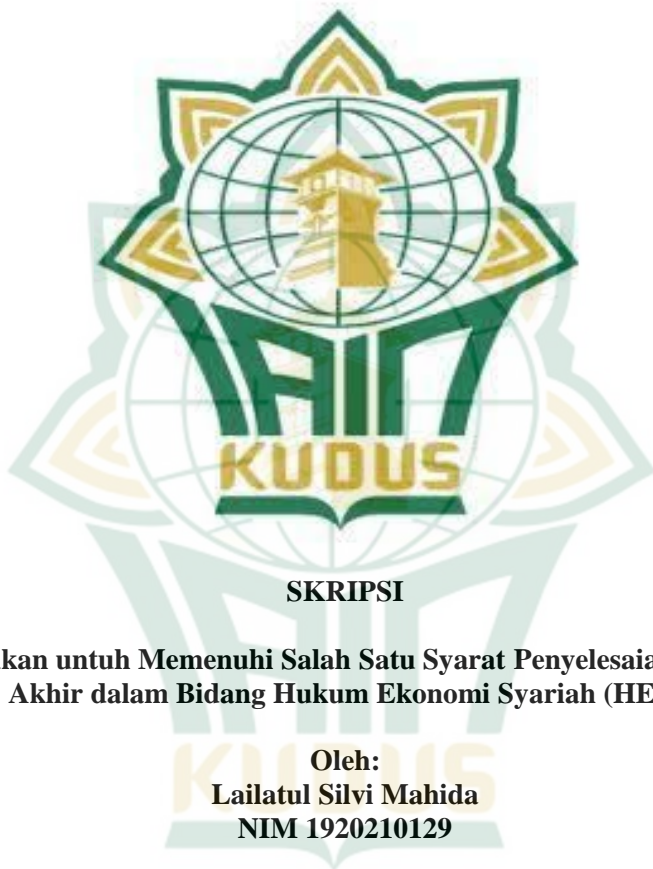 IAIN
KUDUS
SKRIPSI
kan untuh Memenuhi Salah Satu Syarat Penyelesaia
Akhir dalam Bidang Hukum Ekonomi Syariah (HE
Oleh:
Lailatul Silvi Mahida
NIM 1920210129